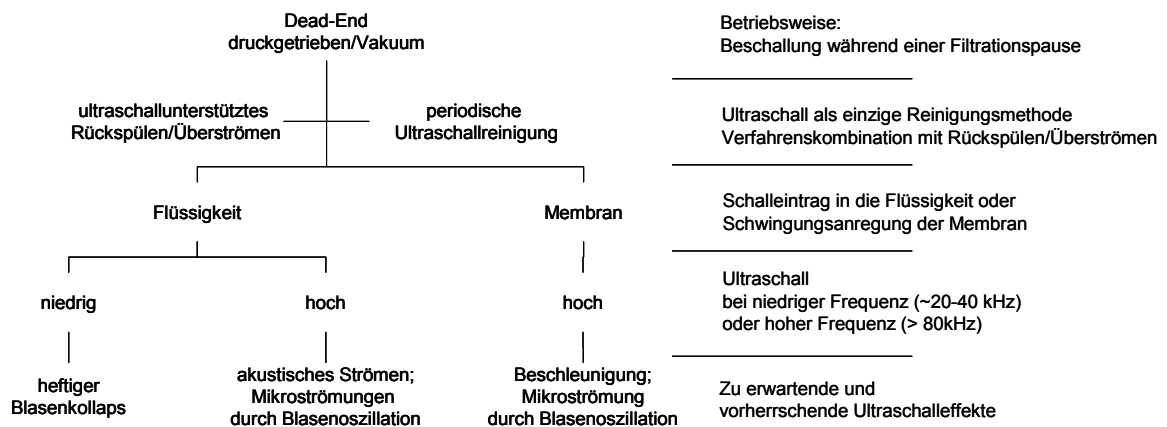 Dead-End
druckgetrieben/Vakuum
Betriebsweise:
Beschallung während einer Filtrationspause
ultraschallunterstütztes
Rückspülen/Überströmen
periodische
Ultraschallreinigung
Ultraschall als einzige Reinigungsmethode
Verfahrenskombination mit Rückspülen/Überströmen
Flüssigkeit
Membran
Schalleintrag in die Flüssigkeit oder
Schwingungsanregung der Membran
niedrig
hoch
hoch
Ultraschall
bei niedriger Frequenz (~20-40 kHz)
oder hoher Frequenz (> 80kHz)
heftiger
Blasenkollaps
akustisches Strömen;
Mikroströmungen
durch Blasenoszillation
Beschleunigung;
Mikroströmung
durch Blasenoszillation
Zu erwartende und
vorherrschende Ultraschalleffekte